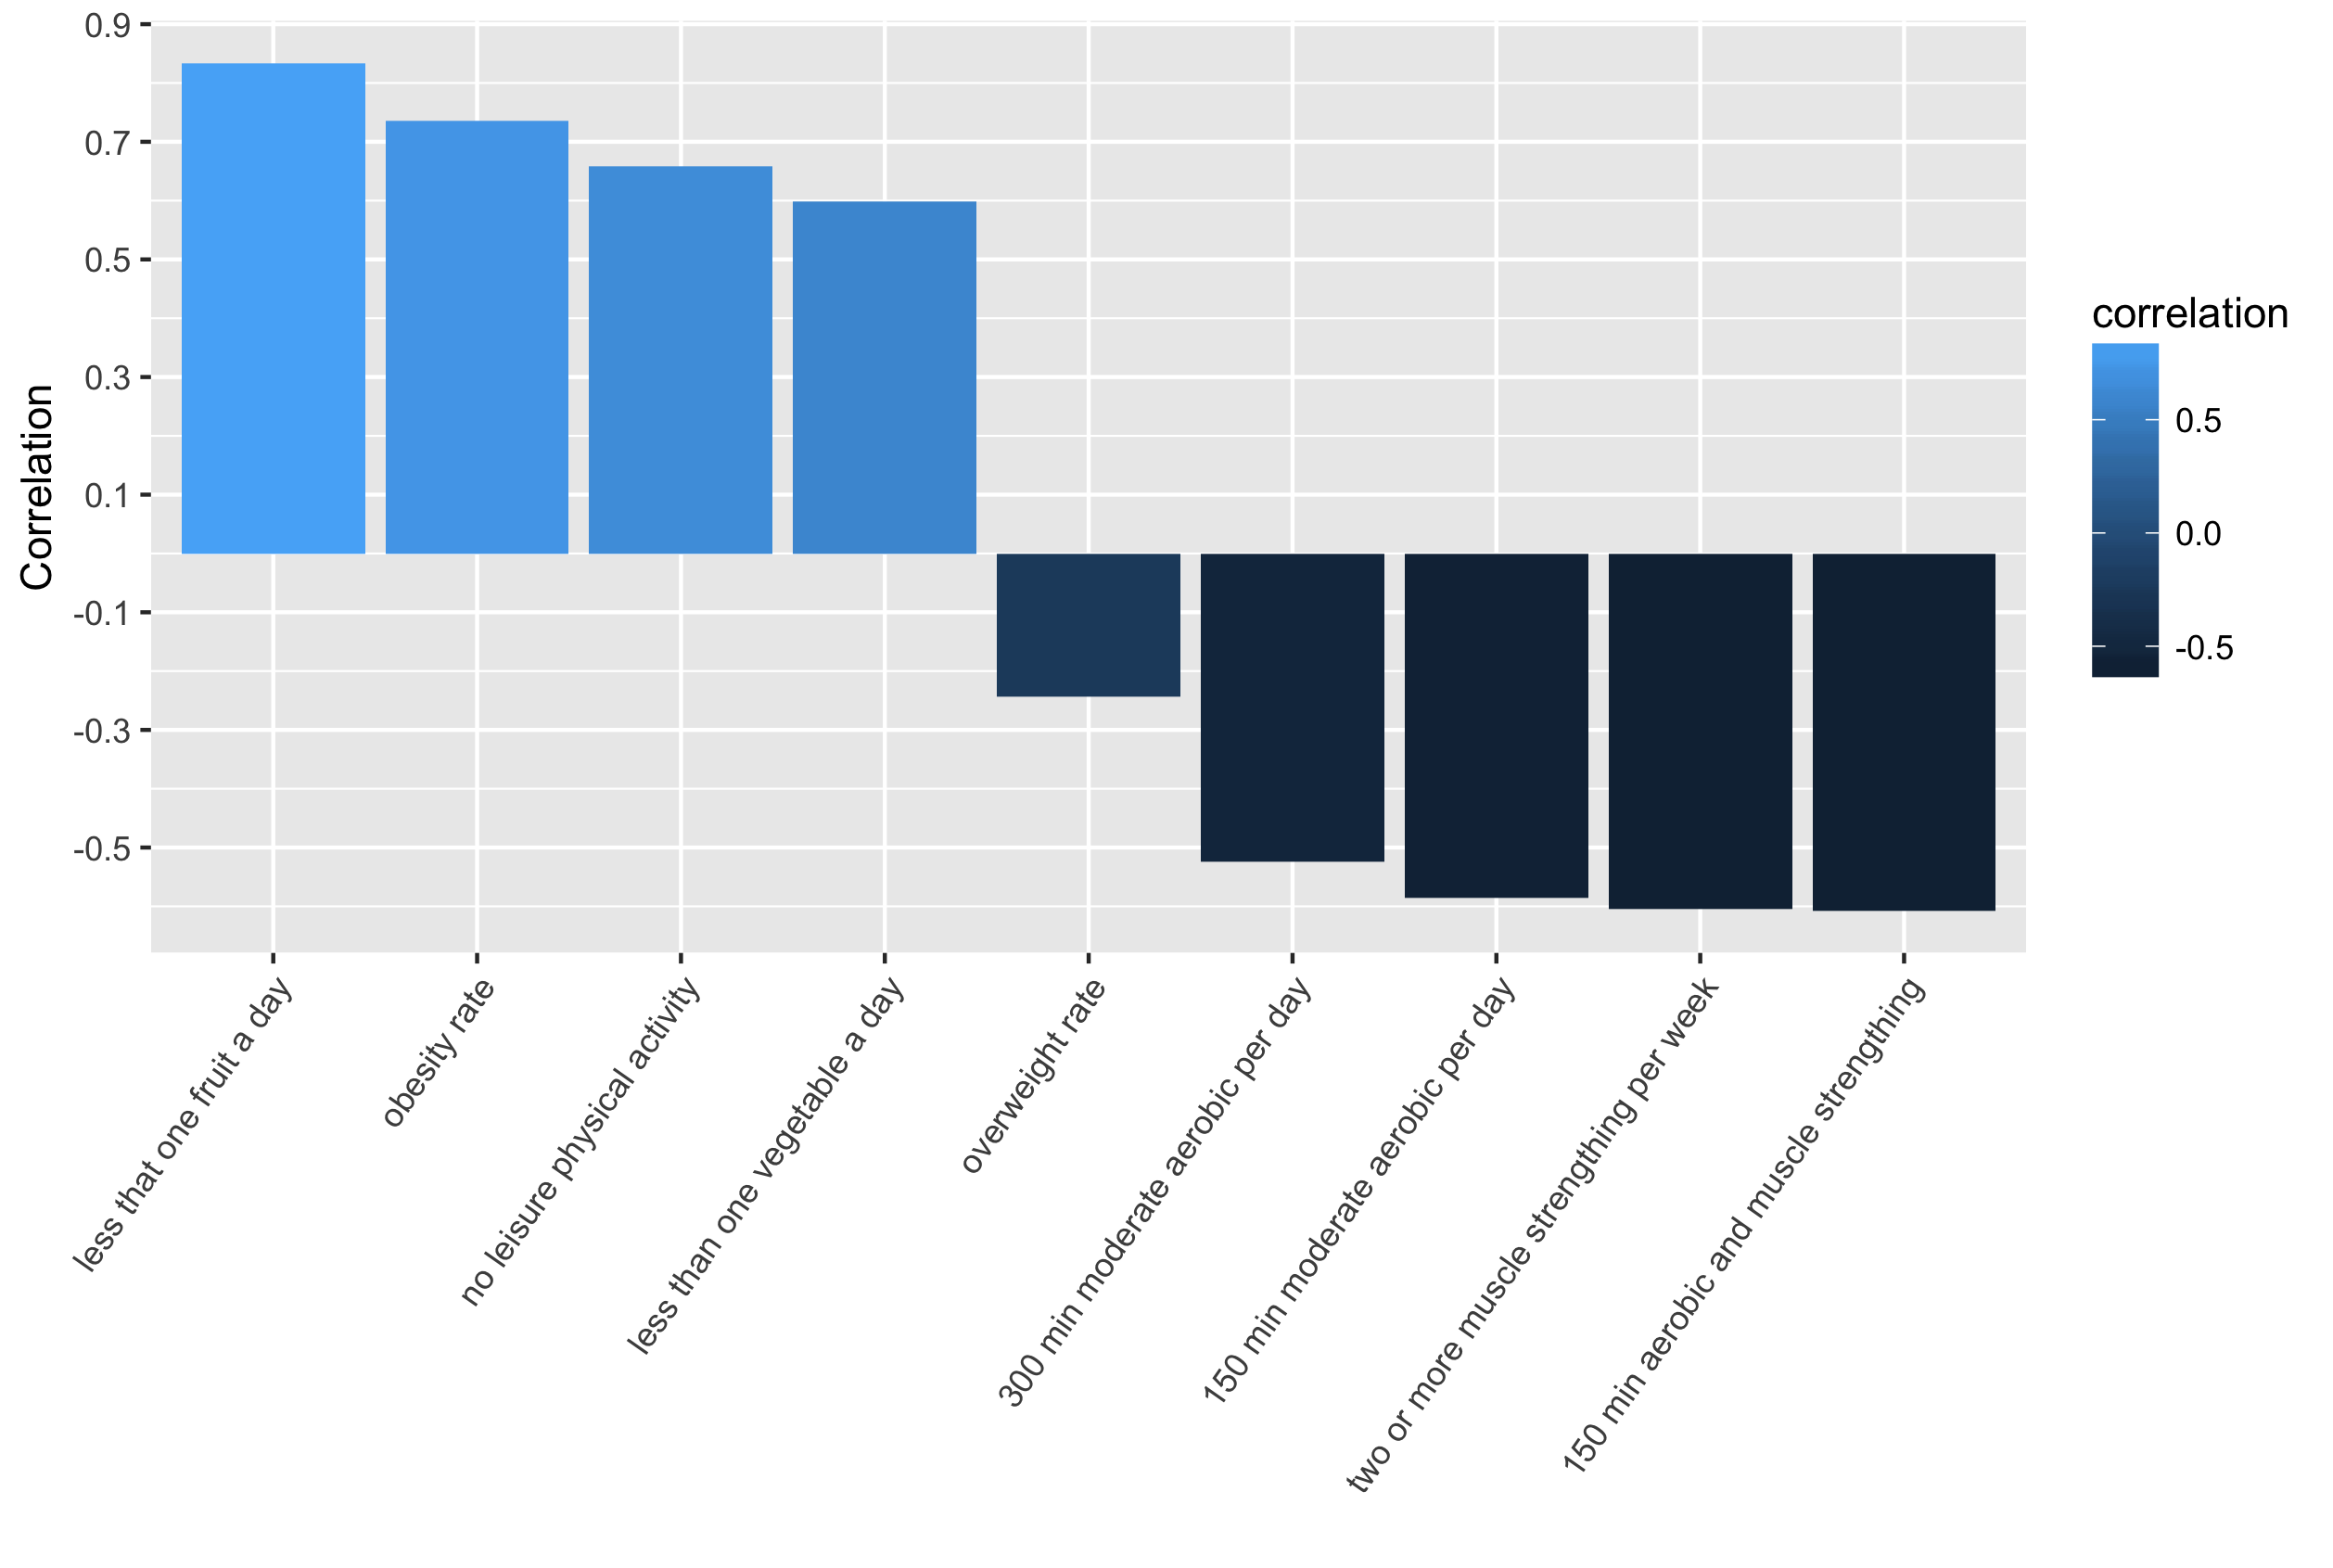 0.9
0.7
0.5
0.3
0.1
-0.1
-0.3
-0.5
Correlation
less that one fruit a day
obesity rate
no leisure physical activity
less than one vegetable a day
overweight rate
300 min moderate aerobic per day
150 min moderate aerobic per day
two or more muscle strengthing per week
150 min aerobic and muscle strengthing
correlation
0.5
0.0
-0.5